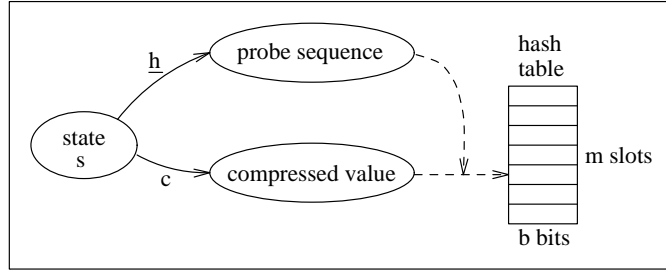 h
probe sequence
hash
table
state
s
c
compressed value
m slots
b bits